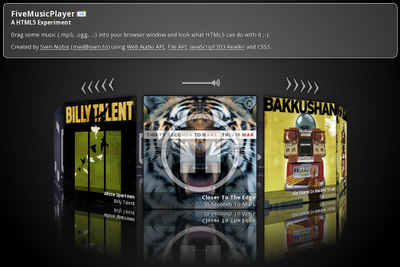 FiveMusicPlayer
A HTML5 Experiment
Drag some music (.mp3, .ogg, ...) into your browser window and look what HTML5 can do with it ;-).
Created by Sven Nobis (mail@sven.to) using Web Audio API, File API, JavaScript ID3 Reader and CSS3.
BILLY TALENT
THIRTY SECONDS TO MARS THIS IS WAR
BAKKUSHAN
White Sparrows
Billy Talent
Closer To The Edge
30 Seconds To Mars